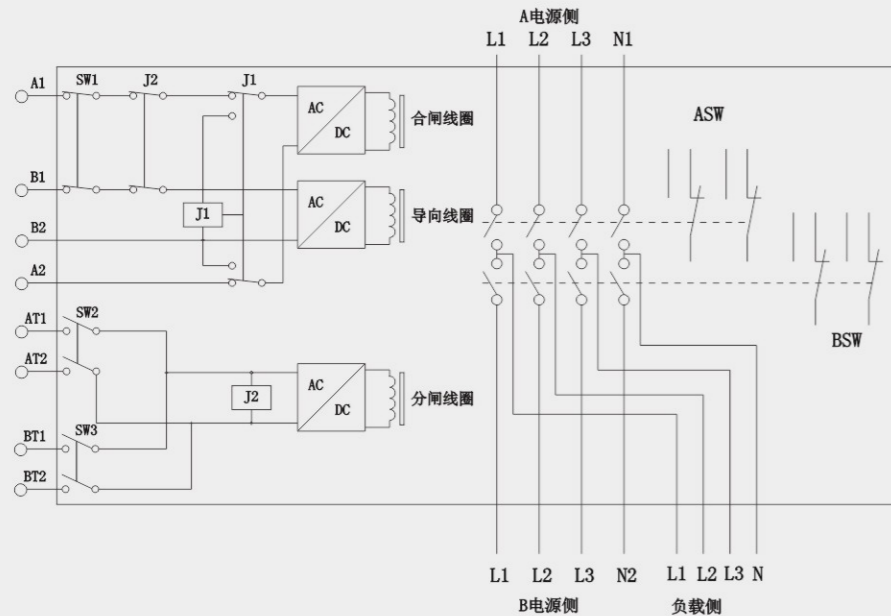 A电源侧
L1 L2 L3 N1
A1 SW1 J2 J1
AC
DC
合闸线圈
ASW
B1
J1
AC
DC
导向线圈
B2
A2
AT1 SW2
BSW
AT2
J2
AC
DC
分闸线圈
BT1 SW3
BT2
L1 L2 L3 N2 L1 L2 L3 N
B电源侧 负载侧